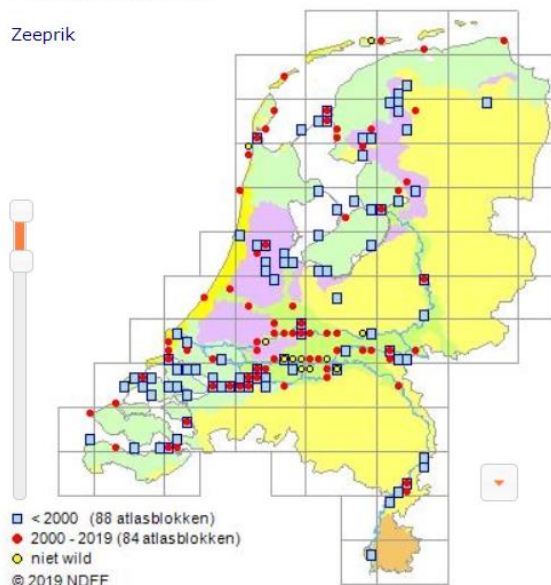 Zeeprik
< 2000 (88 atlasblokken)
2000 - 2019 (84 atlasblokken)
niet wild
© 2019 NDFF